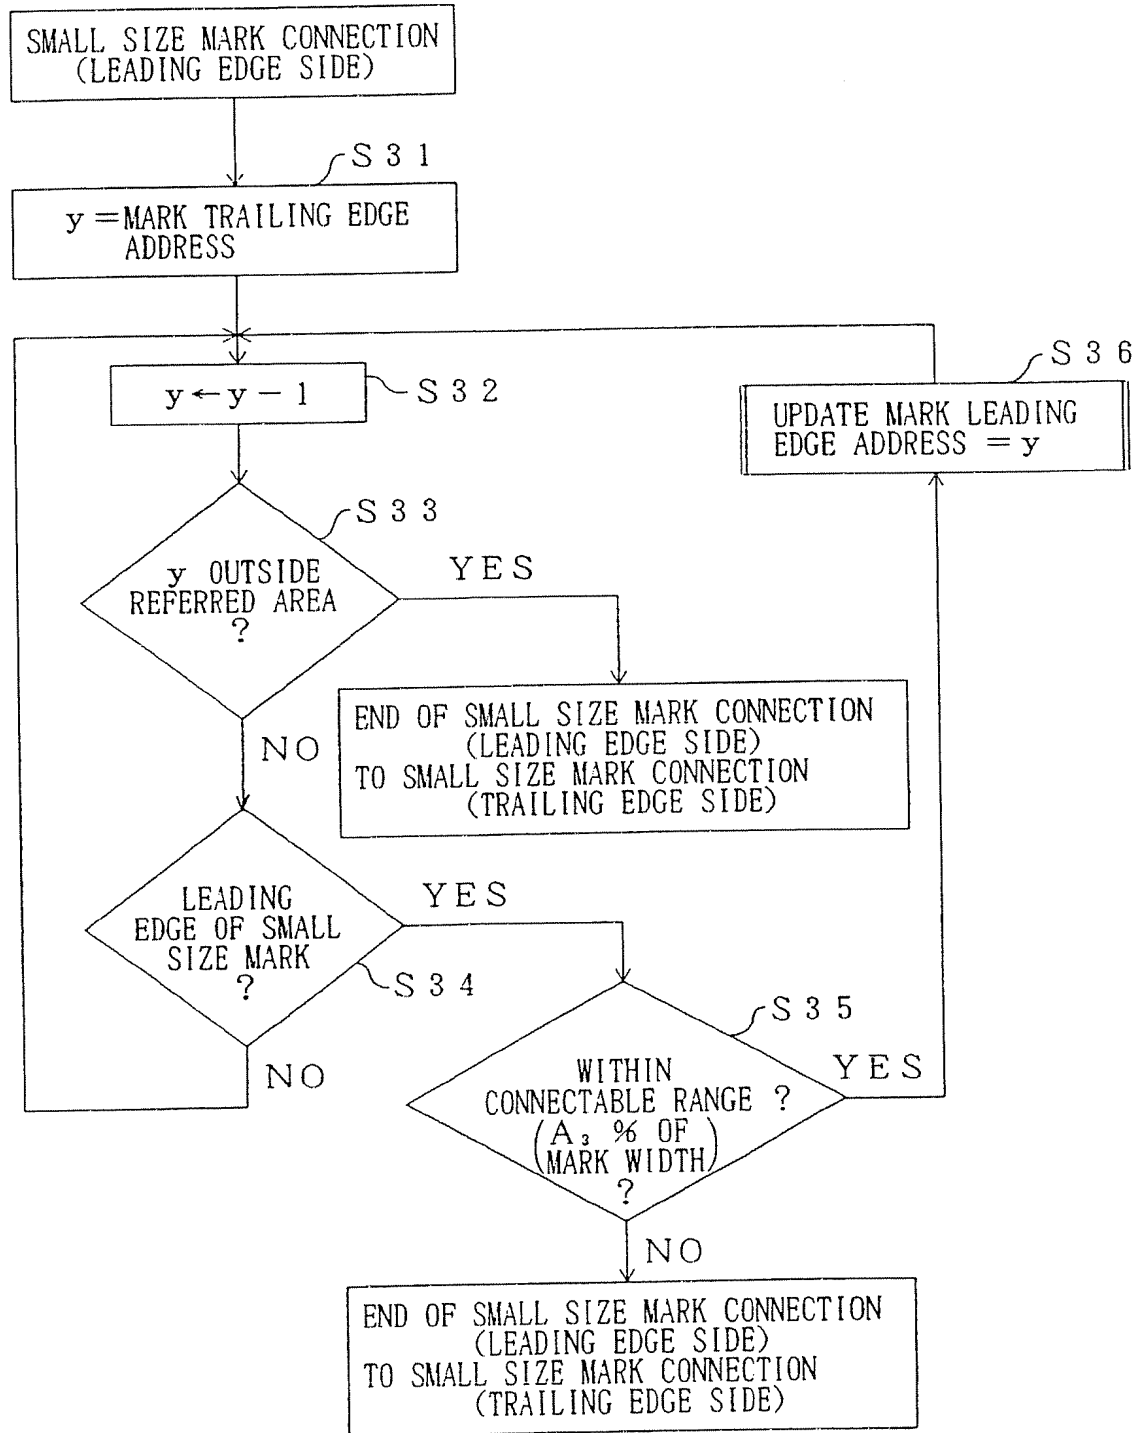 SMALL SIZE MARK CONNECTION
(LEADING EDGE SIDE)
S31
y = MARK TRAILING EDGE
ADDRESS
S36
y ← y − 1
S32
UPDATE MARK LEADING
EDGE ADDRESS = y
S33
y OUTSIDE
REFERRED AREA
?
YES
NO
END OF SMALL SIZE MARK CONNECTION
(LEADING EDGE SIDE)
TO SMALL SIZE MARK CONNECTION
(TRAILING EDGE SIDE)
LEADING
EDGE OF SMALL
SIZE MARK
?
YES
S34
NO
S35
WITHIN
CONNECTABLE RANGE ?
(A₃ % OF
MARK WIDTH)
?
YES
NO
END OF SMALL SIZE MARK CONNECTION
(LEADING EDGE SIDE)
TO SMALL SIZE MARK CONNECTION
(TRAILING EDGE SIDE)